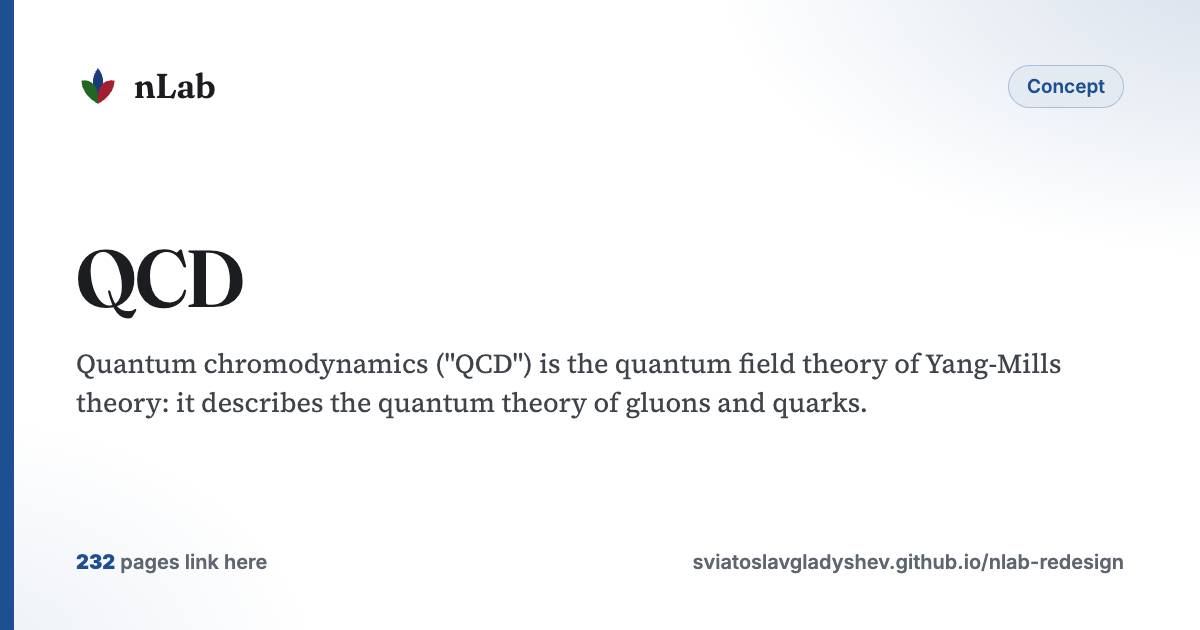 nLab
Concept
QCD
Quantum chromodynamics ("QCD") is the quantum field theory of Yang-Mills
theory: it describes the quantum theory of gluons and quarks.
232 pages link here
sviatoslavgladyshev.github.io/nlab-redesign